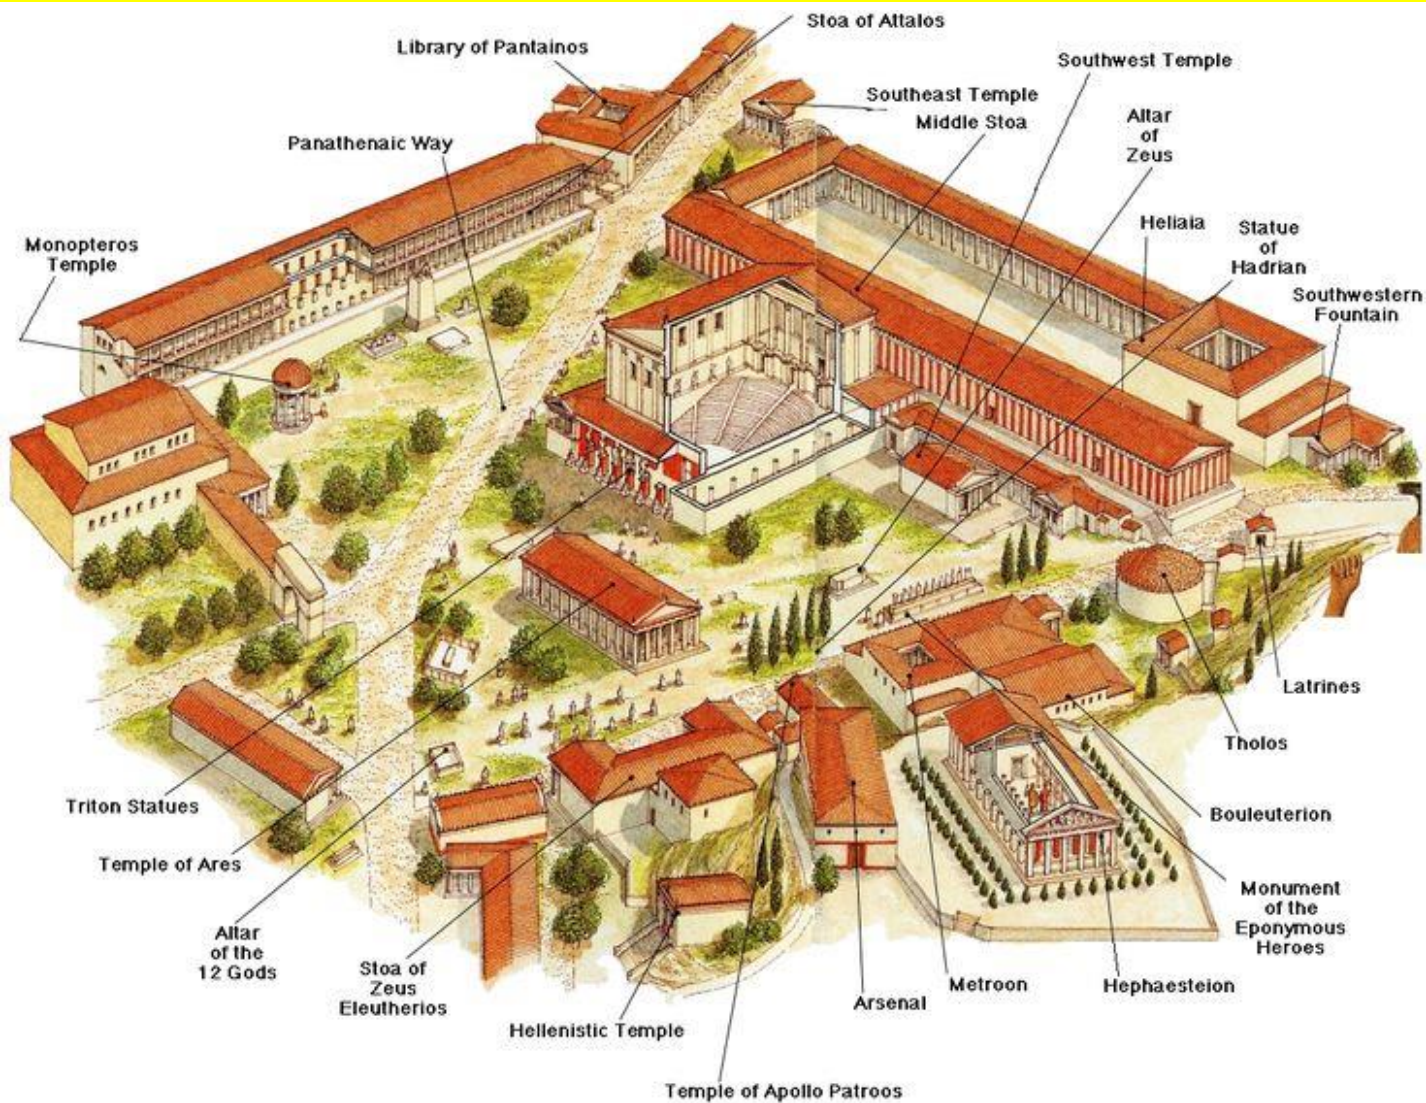 Stoa of Attalos
Library of Pantainos
Southwest Temple
Southeast Temple
Middle Stoa
Altar
of
Zeus
Panathenaic Way
Monopteros
Temple
Heliaia
Statue
of
Hadrian
Southwestern
Fountain
Latrines
Tholos
Triton Statues
Bouleuterion
Temple of Ares
Monument
of the
Eponymous
Heroes
Altar
of the
12 Gods
Stoa of
Zeus
Eleutherios
Metroon
Hephaesteion
Arsenal
Hellenistic Temple
Temple of Apollo Patroos